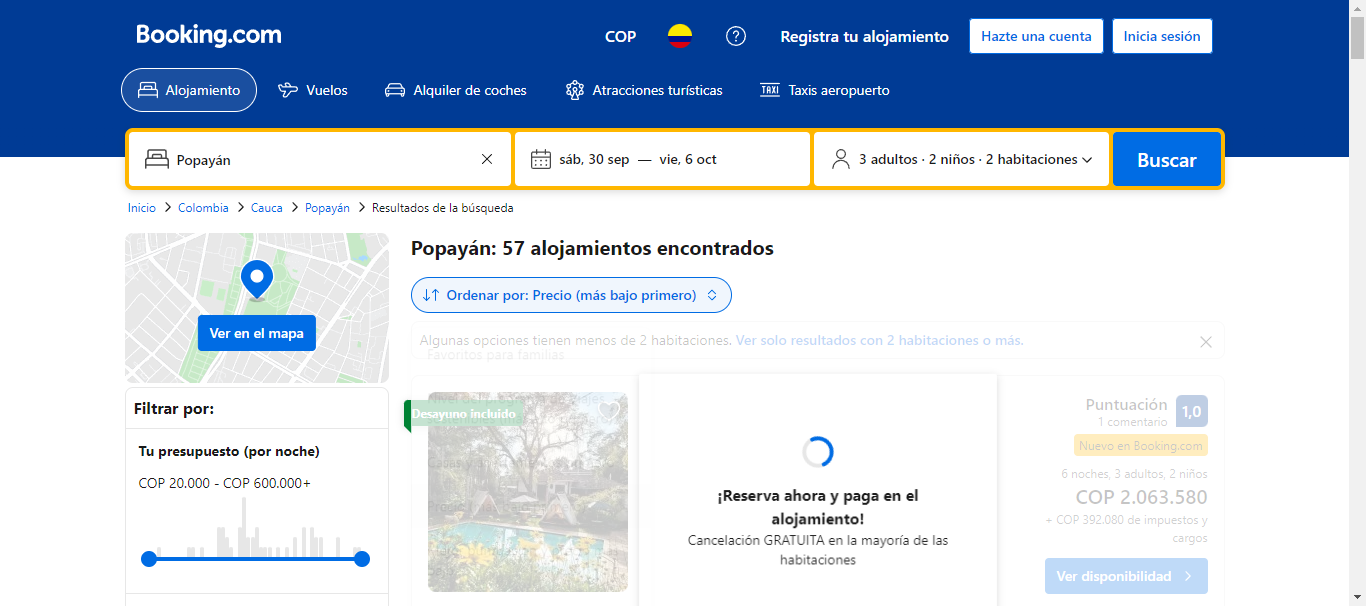 Booking.com
COP
Registra tu alojamiento
Hazte una cuenta
Inicia sesión
Alojamiento
Vuelos
Alquiler de coches
Atracciones turísticas
TAXI
Taxis aeropuerto
Popayán
sáb, 30 sep — vie, 6 oct
3 adultos · 2 niños · 2 habitaciones
Buscar
Inicio > Colombia > Cauca > Popayán > Resultados de la búsqueda
Ver en el mapa
Filtrar por:
Tu presupuesto (por noche)
COP 20.000 - COP 600.000+
Popayán: 57 alojamientos encontrados
Ordenar por: Precio (más bajo primero)
Algunas opciones tienen menos de 2 habitaciones. Ver solo resultados con 2 habitaciones o más.
Favoritos para familias
Desayuno incluido
¡Reserva ahora y paga en el
alojamiento!
Cancelación GRATUITA en la mayoría de las
habitaciones
Puntuación
1,0
1 comentario
Nuevo en Booking.com
6 noches, 3 adultos, 2 niños
COP 2.063.580
+ COP 392.080 de impuestos y
cargos
Ver disponibilidad